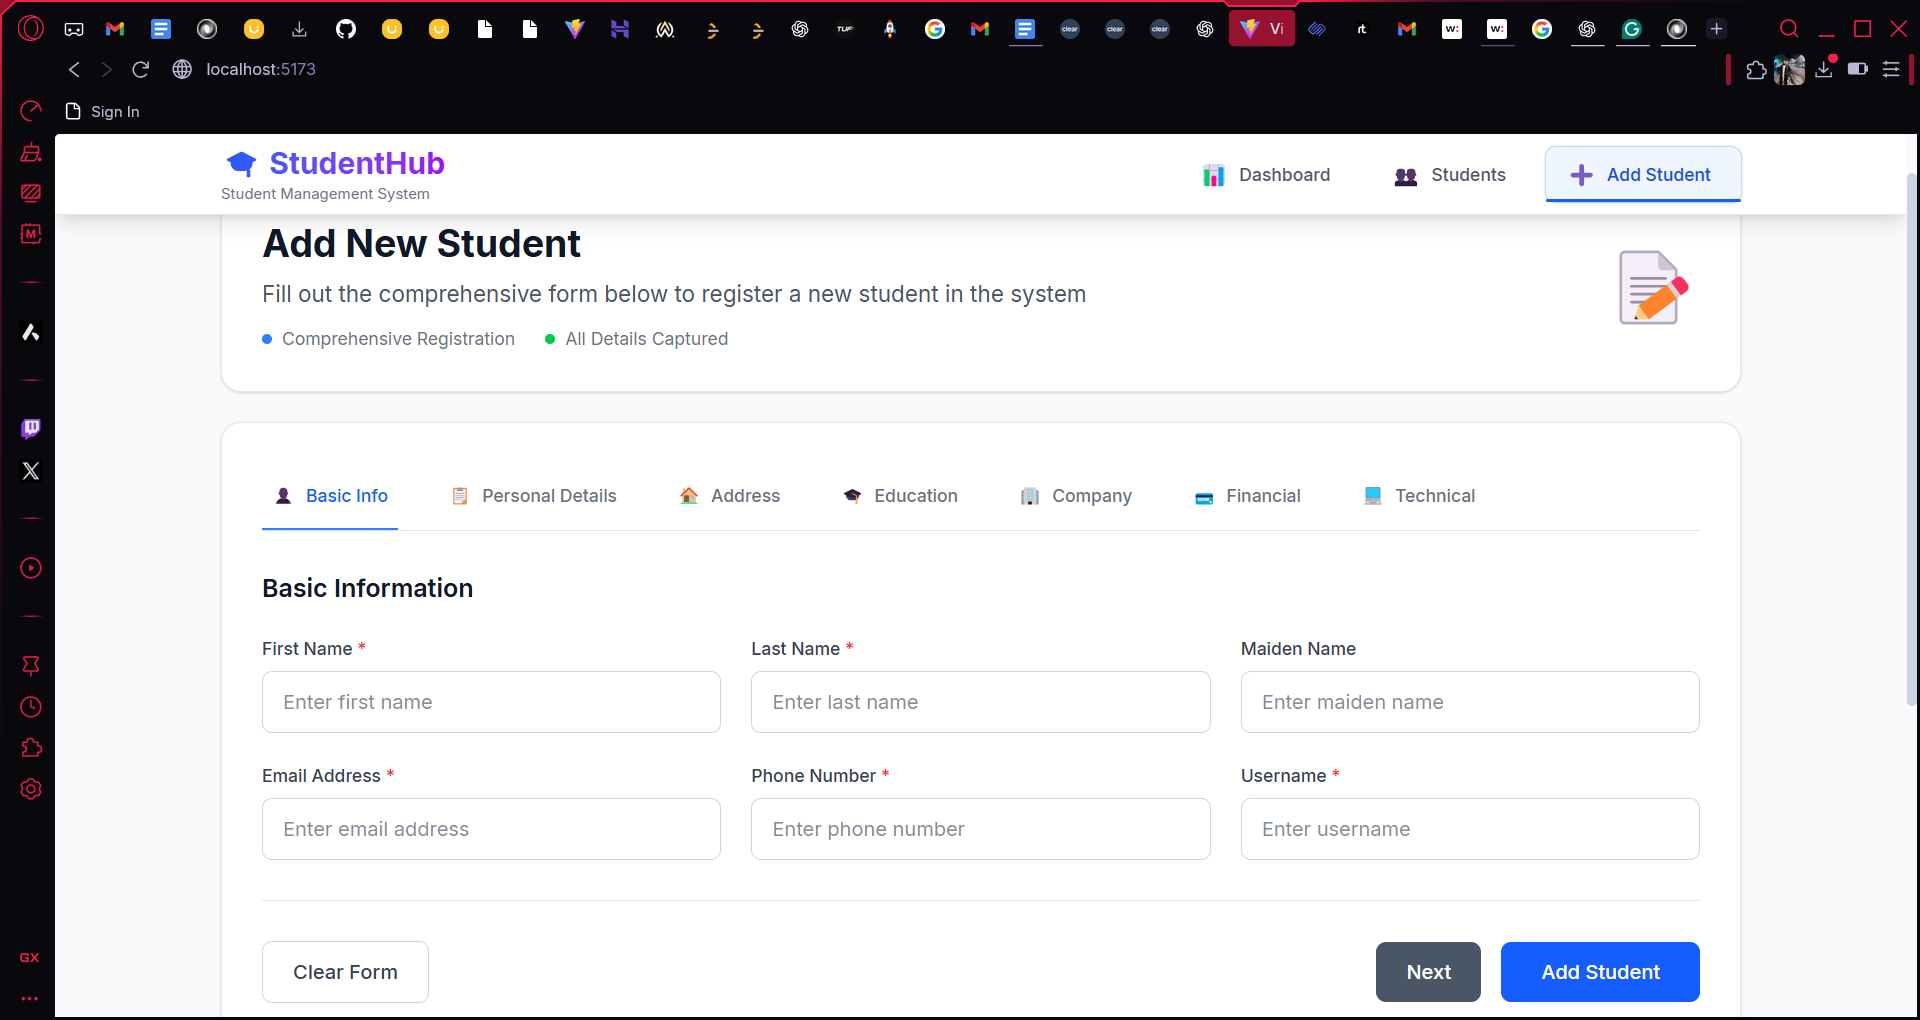 Vi
localhost:5173
Sign In
StudentHub
Student Management System
Dashboard
Students
Add Student
Add New Student
Fill out the comprehensive form below to register a new student in the system
Comprehensive Registration
All Details Captured
Basic Info
Personal Details
Address
Education
Company
Financial
Technical
Basic Information
First Name *
Last Name *
Maiden Name
Enter first name
Enter last name
Enter maiden name
Email Address *
Phone Number *
Username *
Enter email address
Enter phone number
Enter username
Clear Form
Next
Add Student
GX